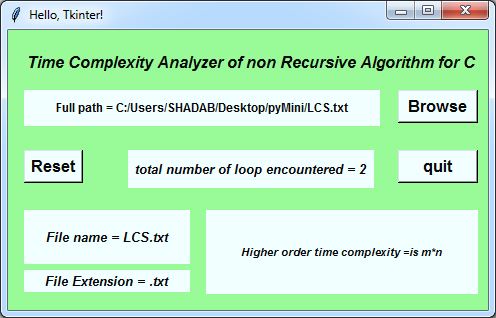 Hello, Tkinter!
Time Complexity Analyzer of non Recursive Algorithm for C
Full path = C:/Users/SHADAB/Desktop/pyMini/LCS.txt
Browse
Reset
total number of loop encountered = 2
quit
File name = LCS.txt
Higher order time complexity =is m*n
File Extension = .txt